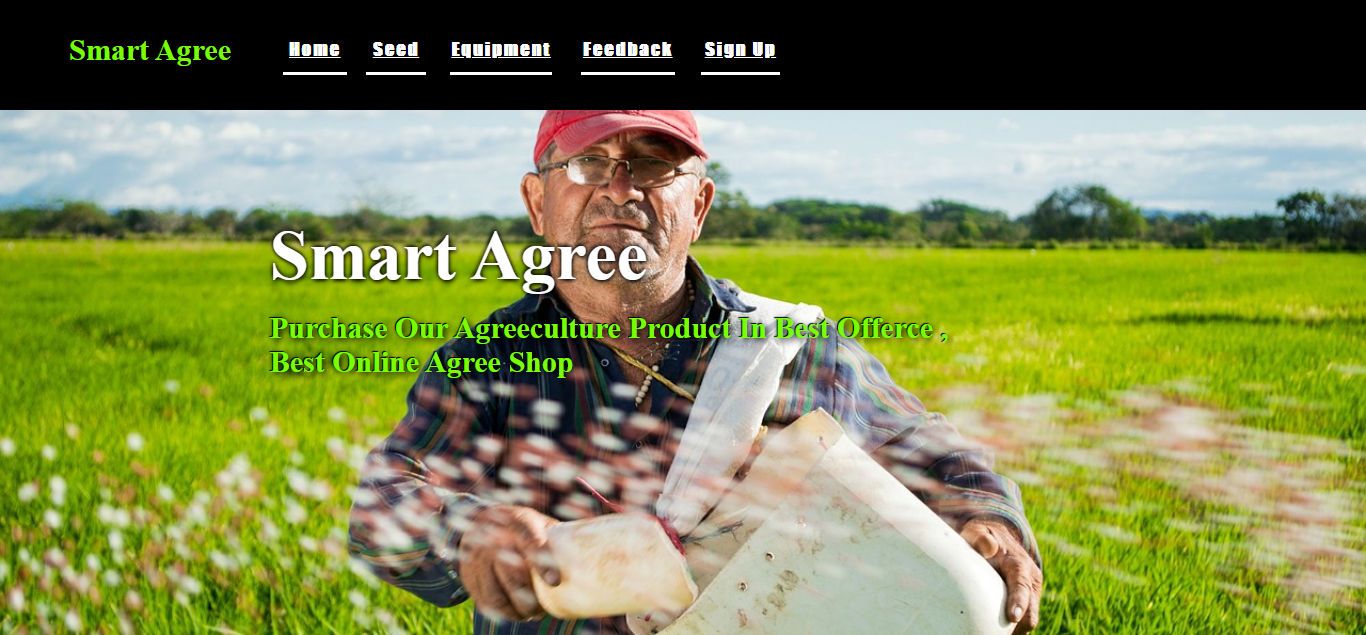 Smart Agree Home Seed Equipment Feedback Sign Up
Smart Agree
Purchase Our Agreeculture Product In Best Offerce ,
Best Online Agree Shop